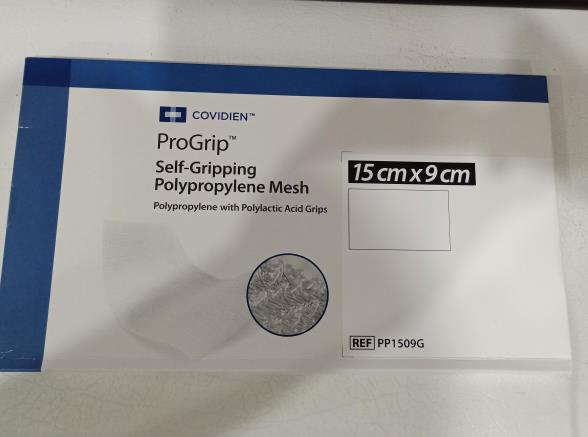 COVIDIEN™
ProGrip™
Self-Gripping
Polypropylene Mesh
Polypropylene with Polylactic Acid Grips
15 cm x 9 cm
REF PP1509G